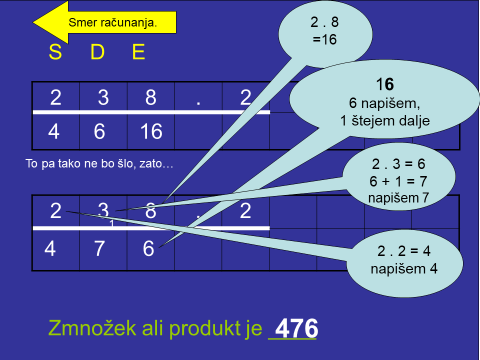 Smer računanja.
S D E
2 . 8
=16
2 3 8 . 2
4 6 16
16
6 napišem,
1 štejem dalje
To pa tako ne bo šlo, zato…
2 . 3 = 6
6 + 1 = 7
napišem 7
2 3 8 . 2
1
4 7 6
2 . 2 = 4
napišem 4
Zmnožek ali produkt je 476